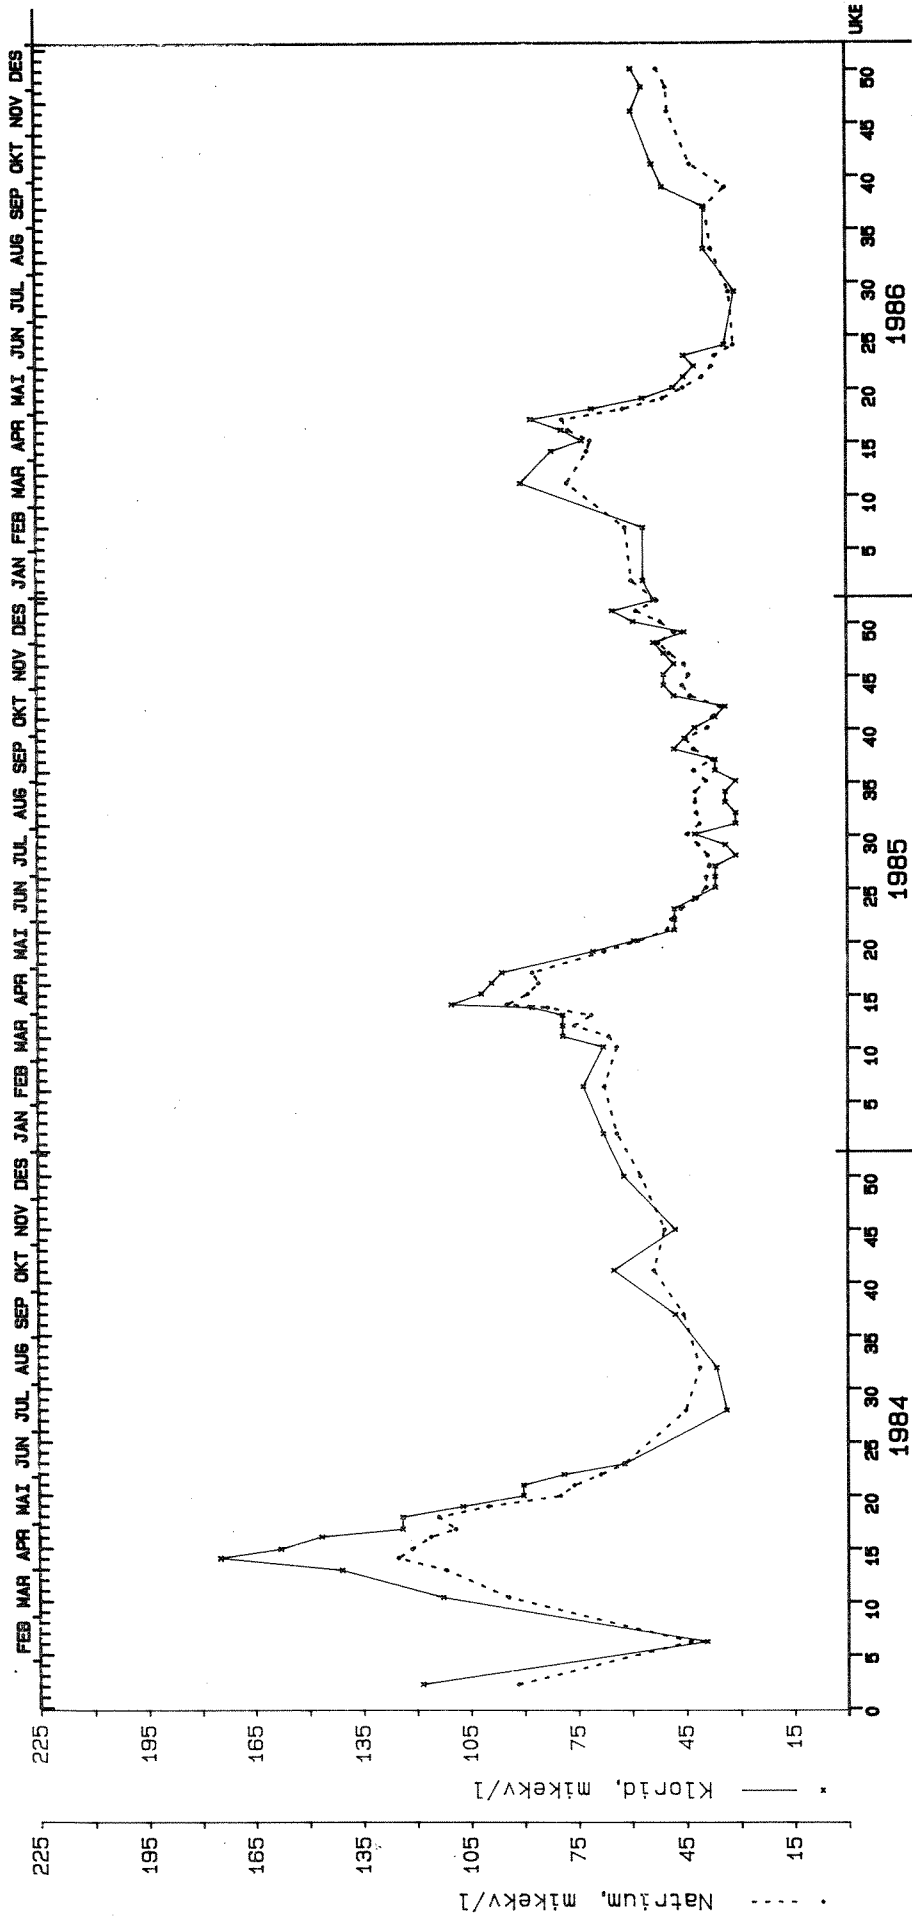 FEB MAR APR MAI JUN JUL AUG SEP OKT NOV DES JAN FEB MAR APR MAI JUN JUL AUG SEP OKT NOV DES JAN FEB MAR APR MAI JUN JUL AUG SEP OKT NOV DES
225 195 165 135 105 75 45 15
Natrium, mikekv/l
225 195 165 135 105 75 45 15
Klorid, mikekv/l
0 5 10 15 20 25 30 35 40 45 50 5 10 15 20 25 30 35 40 45 50 5 10 15 20 25 30 35 40 45 50 UKE
1984 1985 1986